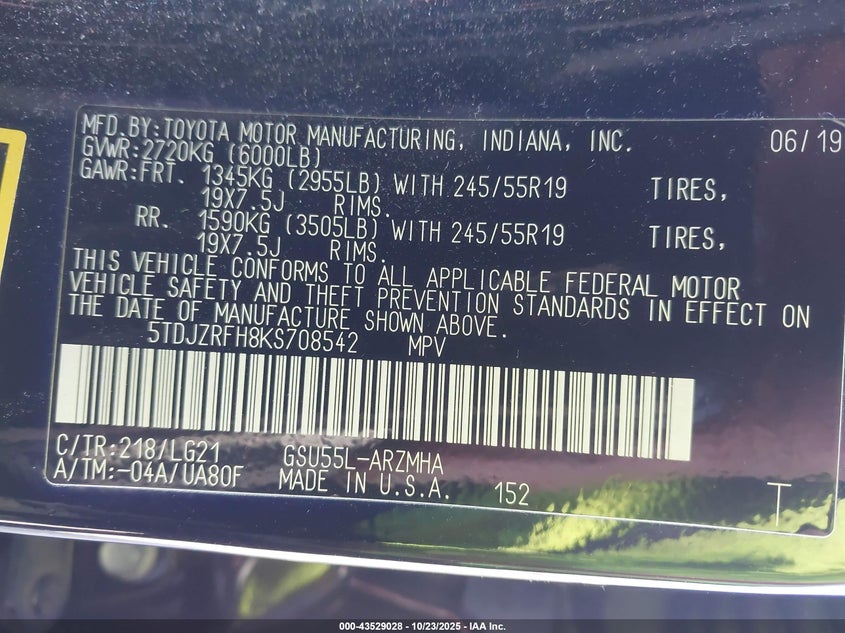 MFD.BY:TOYOTA MOTOR MANUFACTURING, INDIANA, INC. 06/19
GVWR:2720KG (6000LB)
GAWR:FRT. 1345KG (2955LB) WITH 245/55R19 TIRES,
19X7.5J RIMS.
RR. 1590KG (3505LB) WITH 245/55R19 TIRES,
19X7.5J RIMS.
THIS VEHICLE CONFORMS TO ALL APPLICABLE FEDERAL MOTOR
VEHICLE SAFETY AND THEFT PREVENTION STANDARDS IN EFFECT ON
THE DATE OF MANUFACTURE SHOWN ABOVE.
5TDJZRFH8KS708542 MPV
C/TR:218/LG21 GSU55L-ARZMHA
A/TM:-04A/UA80F MADE IN U.S.A. 152 T
000-43529028 - 10/23/2025 - IAA Inc.